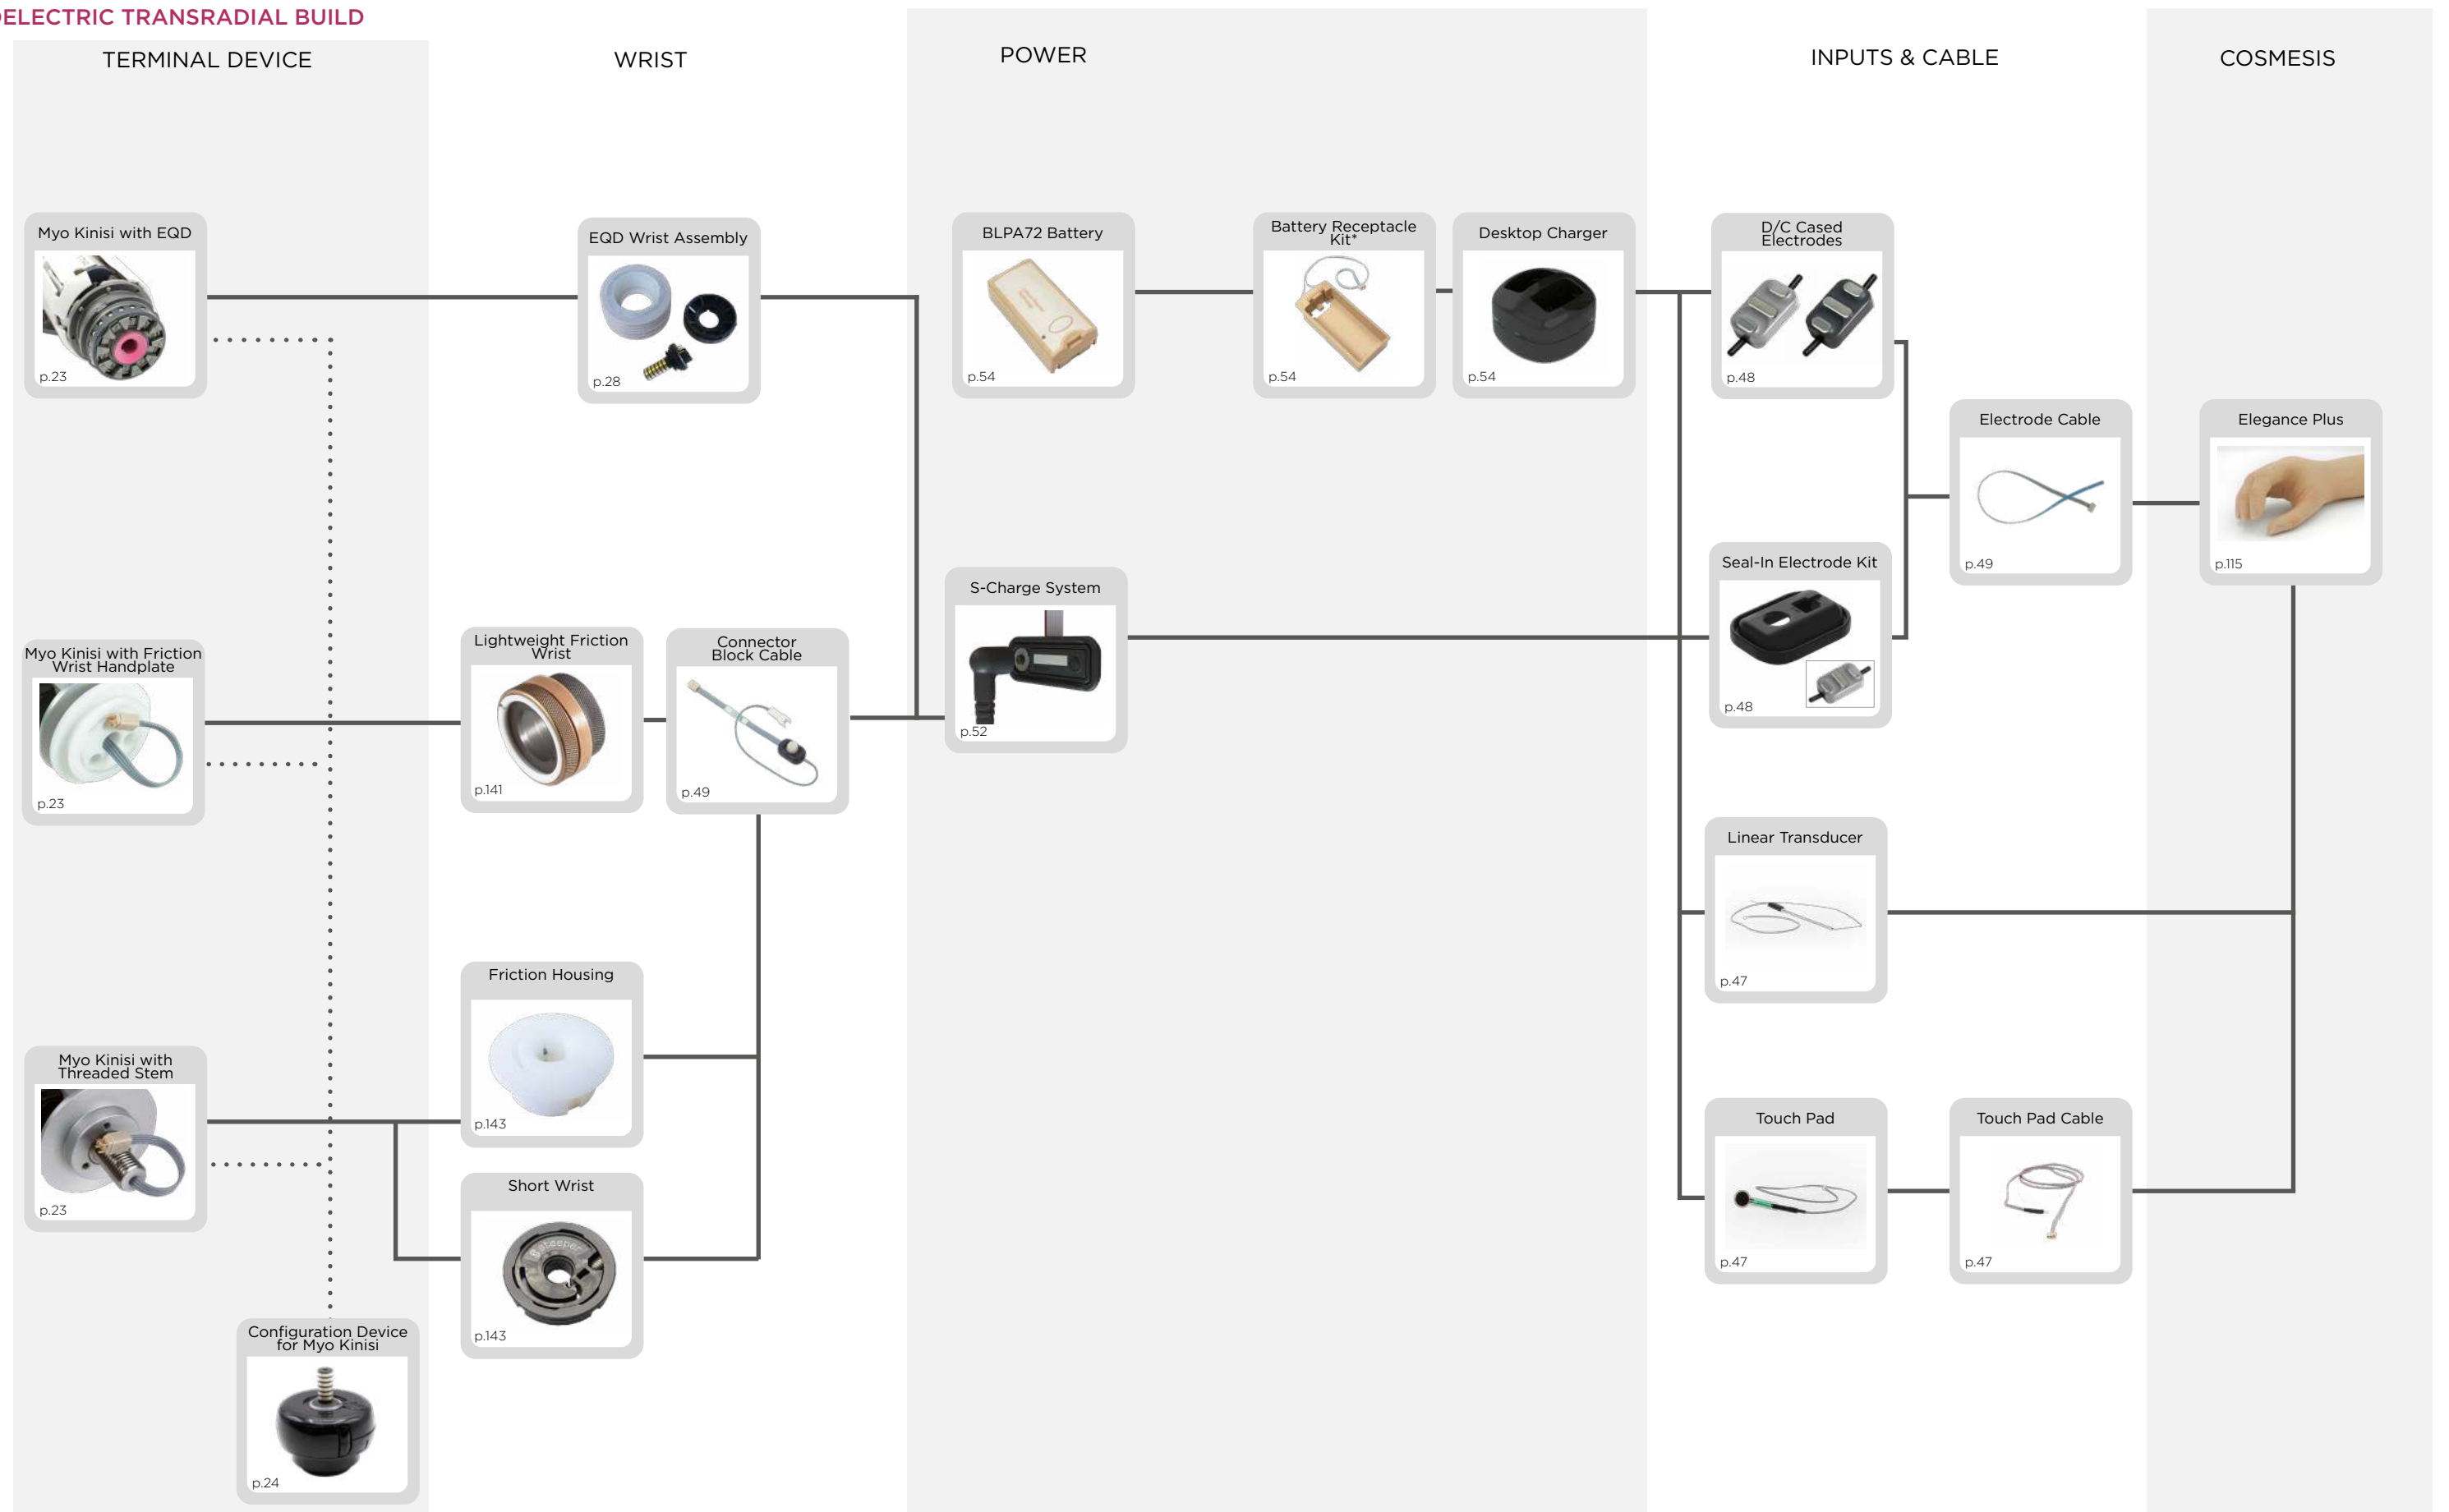 OELECTRIC TRANSRADIAL BUILD
TERMINAL DEVICE
WRIST
POWER
INPUTS & CABLE
COSMESIS
Myo Kinisi with EQD
p.23
EQD Wrist Assembly
p.28
BLPA72 Battery
p.54
Battery Receptacle
Kit*
p.54
Desktop Charger
p.54
D/C Cased
Electrodes
p.48
Electrode Cable
p.49
Elegance Plus
p.115
Seal-In Electrode Kit
p.48
S-Charge System
p.52
Myo Kinisi with Friction
Wrist Handplate
p.23
Lightweight Friction
Wrist
p.141
Connector
Block Cable
p.49
Linear Transducer
p.47
Friction Housing
p.143
Myo Kinisi with
Threaded Stem
p.23
Short Wrist
steeper
p.143
Touch Pad
p.47
Touch Pad Cable
p.47
Configuration Device
for Myo Kinisi
p.24